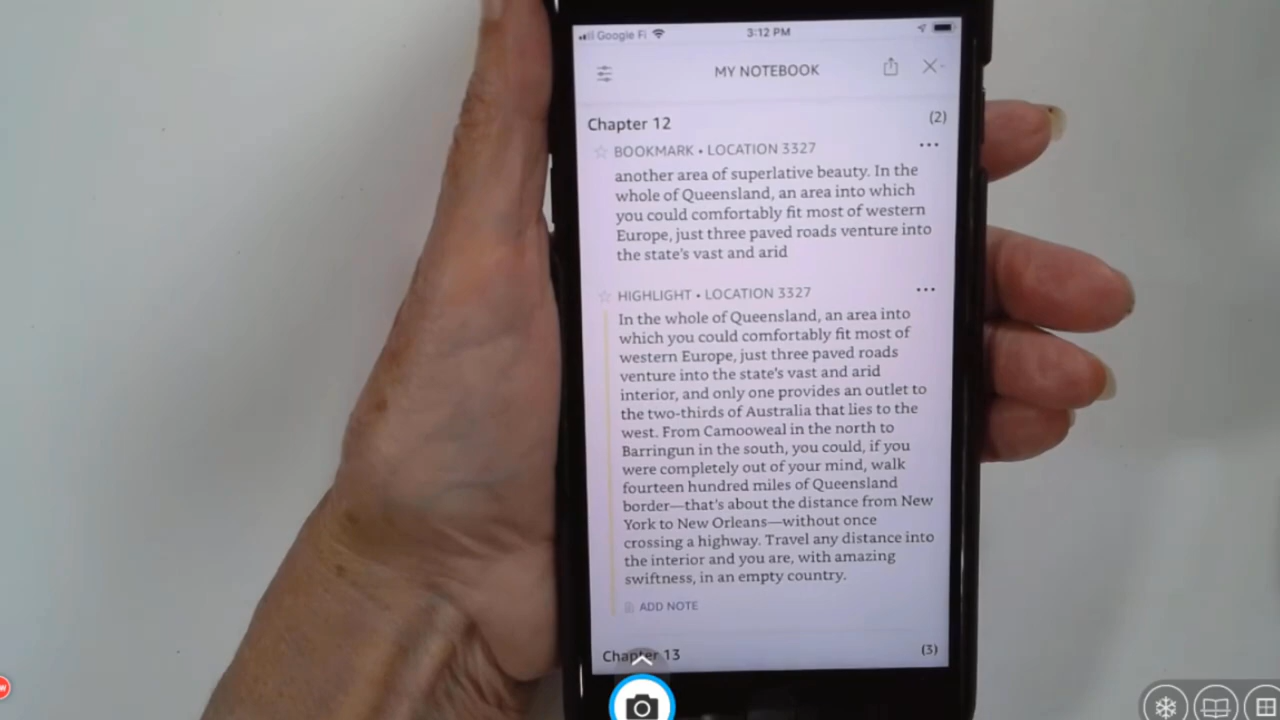 Google Fi
3:12 PM
MY NOTEBOOK
Chapter 12
(2)
BOOKMARK • LOCATION 3327
another area of superlative beauty. In the
whole of Queensland, an area into which
you could comfortably fit most of western
Europe, just three paved roads venture into
the state's vast and arid
HIGHLIGHT • LOCATION 3327
In the whole of Queensland, an area into
which you could comfortably fit most of
western Europe, just three paved roads
venture into the state's vast and arid
interior, and only one provides an outlet to
the two-thirds of Australia that lies to the
west. From Camooweal in the north to
Barringun in the south, you could, if you
were completely out of your mind, walk
fourteen hundred miles of Queensland
border—that's about the distance from New
York to New Orleans—without once
crossing a highway. Travel any distance into
the interior and you are, with amazing
swiftness, in an empty country.
ADD NOTE
Chapter 13
(3)